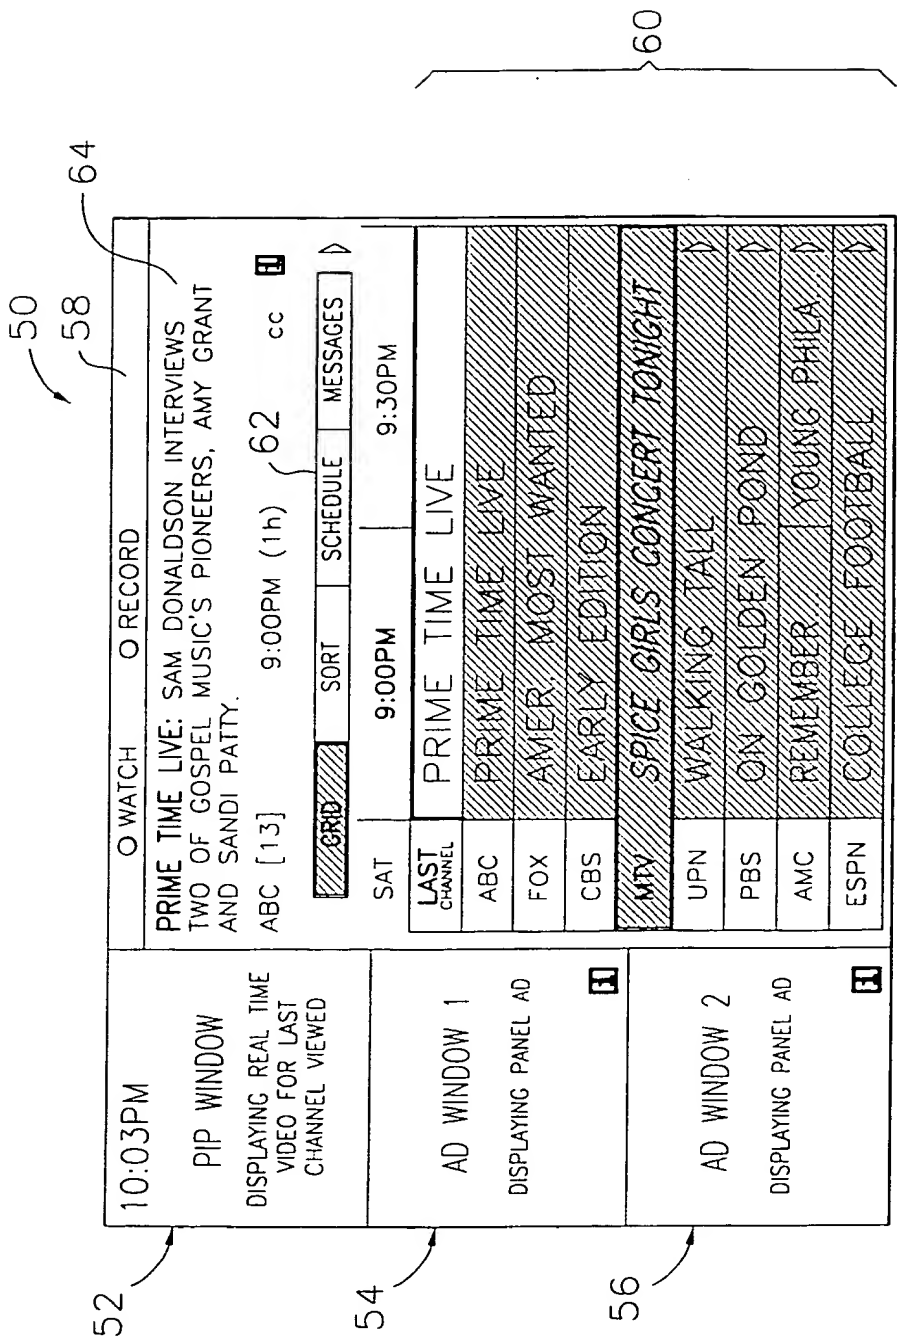 50
58
64
52
54
56
60
62
10:03PM
PIP WINDOW
DISPLAYING REAL TIME
VIDEO FOR LAST
CHANNEL VIEWED
AD WINDOW 1
DISPLAYING PANEL AD
i
AD WINDOW 2
DISPLAYING PANEL AD
i
O WATCH O RECORD
PRIME TIME LIVE: SAM DONALDSON INTERVIEWS
TWO OF GOSPEL MUSIC'S PIONEERS, AMY GRANT
AND SANDI PATTY.
ABC [13] 9:00PM (1h) cc i
GRID SORT SCHEDULE MESSAGES
SAT 9:00PM 9:30PM
LAST CHANNEL PRIME TIME LIVE
ABC PRIME TIME LIVE
FOX AMER. MOST WANTED
CBS EARLY EDITION
MTV SPICE GIRLS CONCERT TONIGHT
UPN WALKING TALL
PBS ON GOLDEN POND
AMC REMEMBER... YOUNG PHILA...
ESPN COLLEGE FOOTBALL